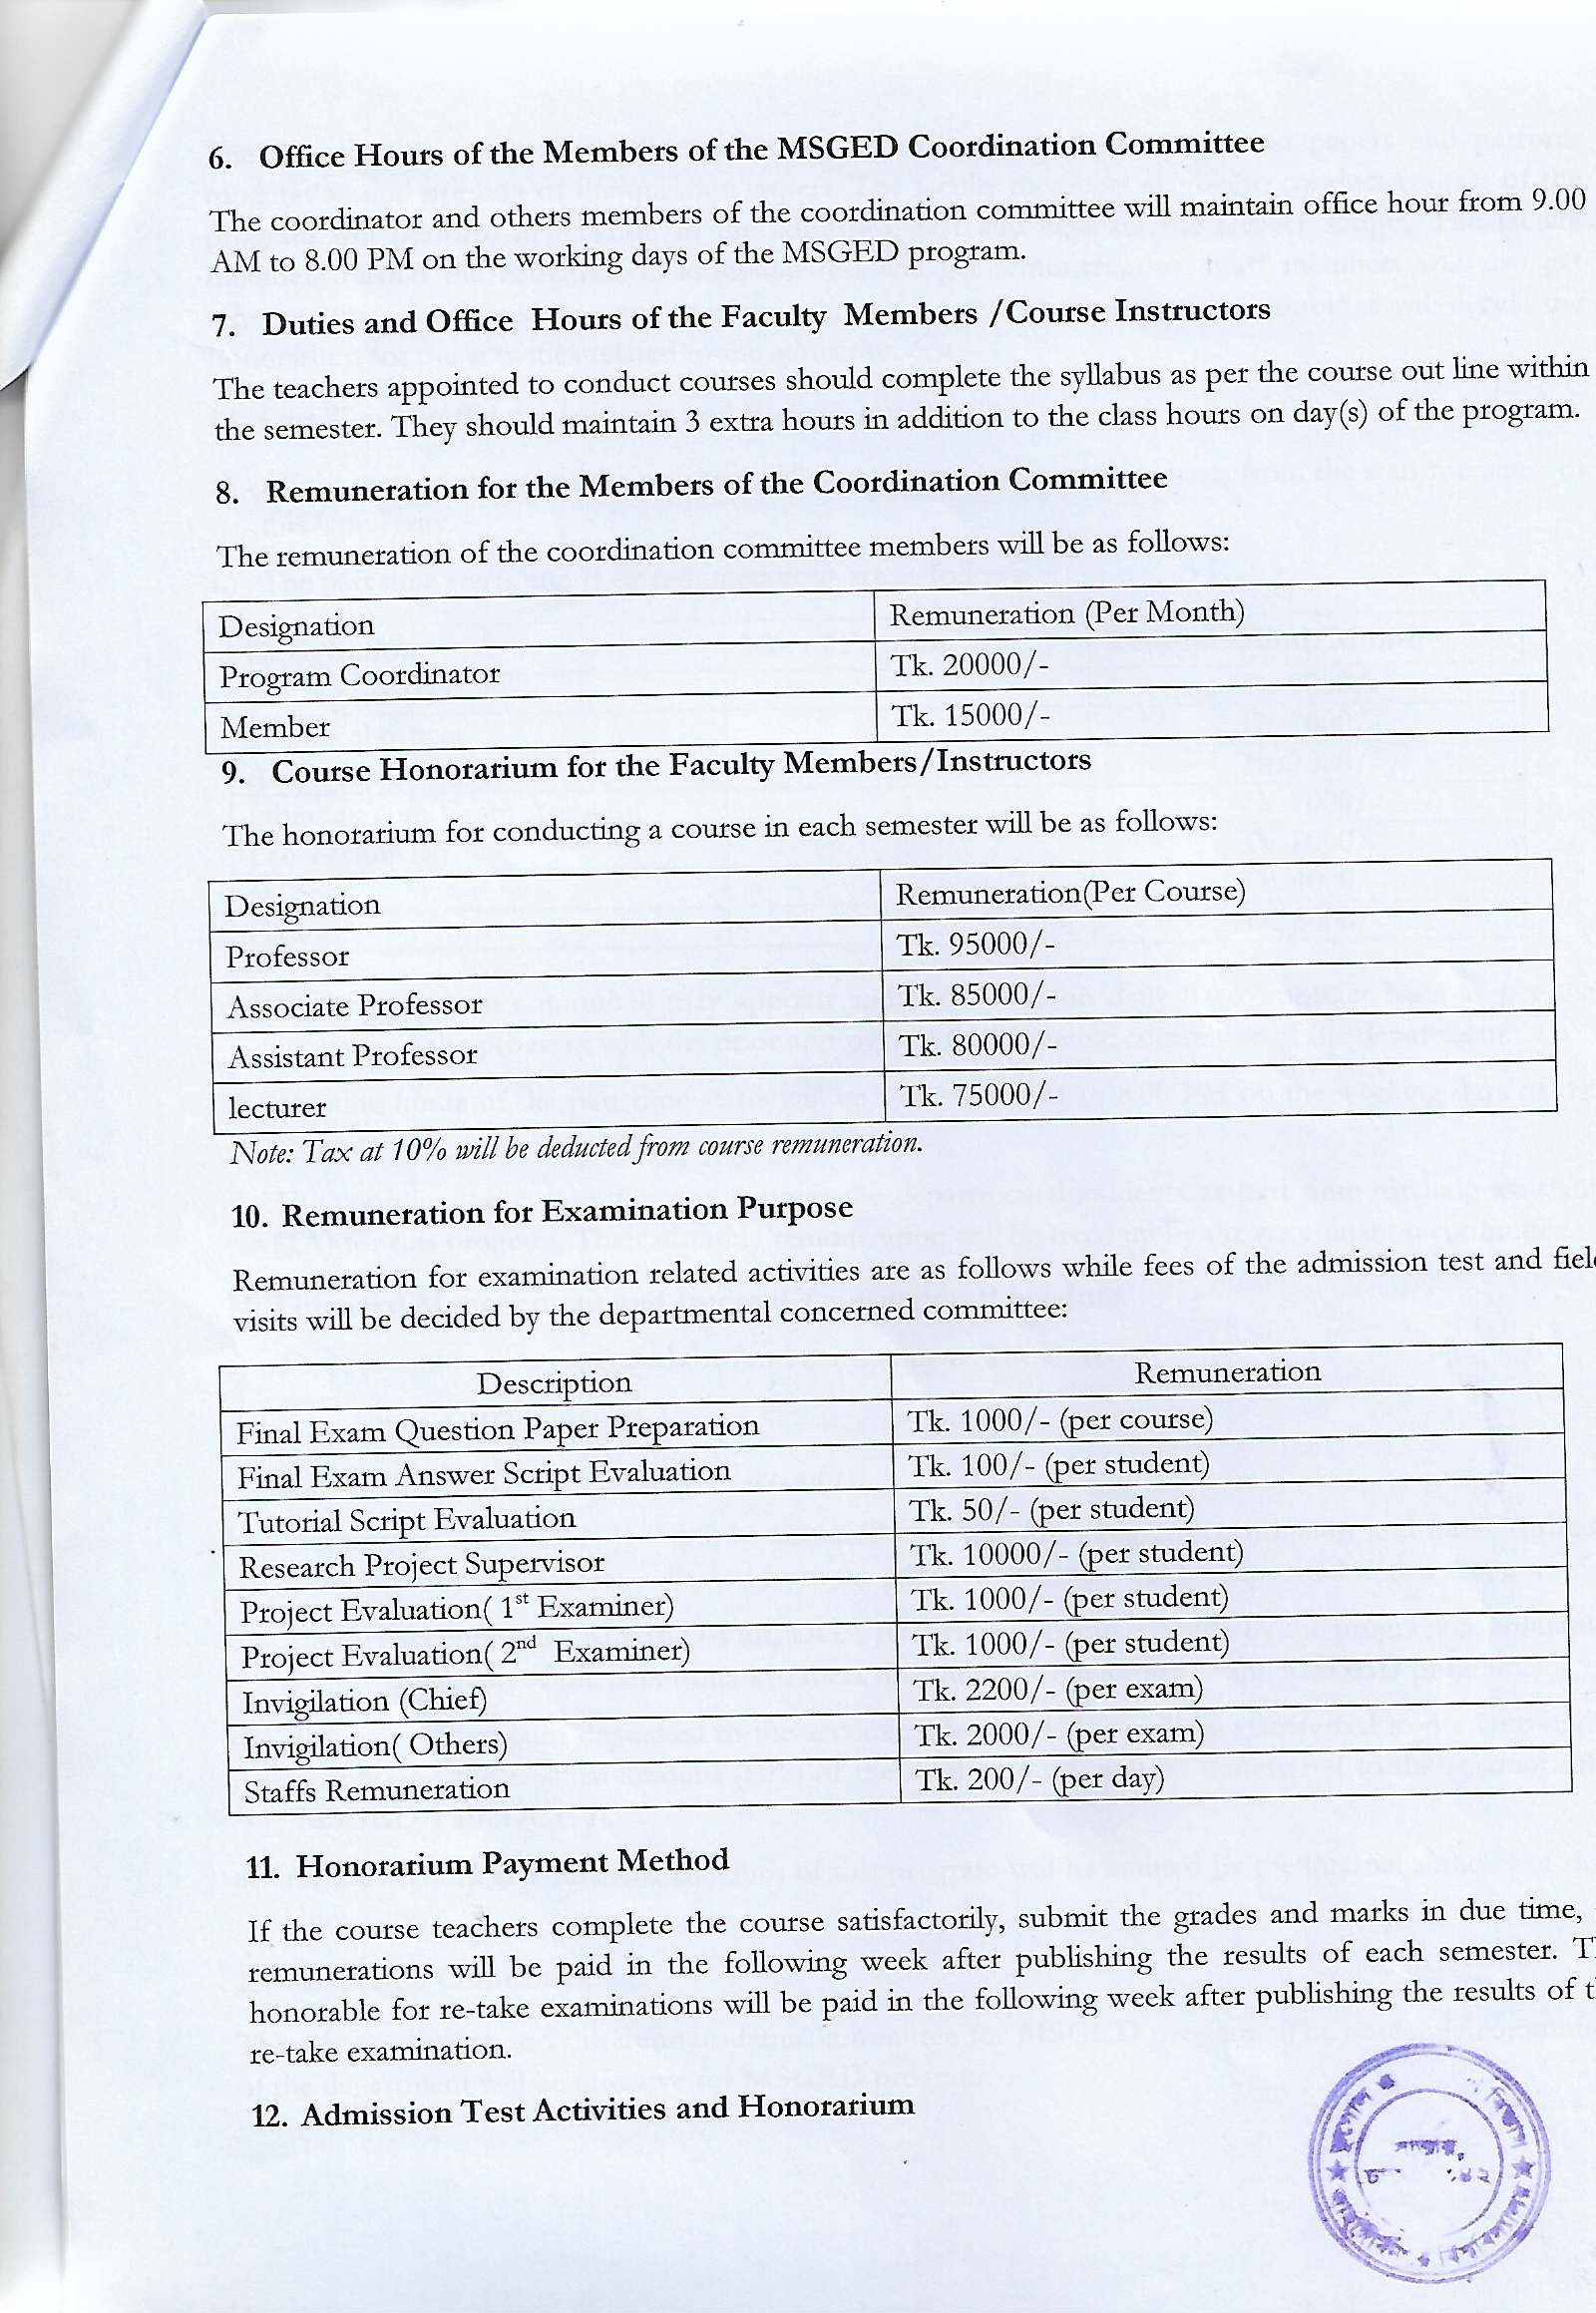 6. Office Hours of the Members of the MSGED Coordination Committee
The coordinator and others members of the coordination committee will maintain office hour from 9.00
AM to 8.00 PM on the working days of the MSGED program.
7. Duties and Office Hours of the Faculty Members /Course Instructors
The teachers appointed to conduct courses should complete the syllabus as per the course out line within
the semester. They should maintain 3 extra hours in addition to the class hours on day(s) of the program.
8. Remuneration for the Members of the Coordination Committee
The remuneration of the coordination committee members will be as follows:
Designation Remuneration (Per Month)
Program Coordinator Tk. 20000/-
Member Tk. 15000/-
9. Course Honorarium for the Faculty Members/Instructors
The honorarium for conducting a course in each semester will be as follows:
Designation Remuneration(Per Course)
Professor Tk. 95000/-
Associate Professor Tk. 85000/-
Assistant Professor Tk. 80000/-
lecturer Tk. 75000/-
Note: Tax at 10% will be deducted from course remuneration.
10. Remuneration for Examination Purpose
Remuneration for examination related activities are as follows while fees of the admission test and
visits will be decided by the departmental concerned committee:
Description Remuneration
Final Exam Question Paper Preparation Tk. 1000/- (per course)
Final Exam Answer Script Evaluation Tk. 100/- (per student)
Tutorial Script Evaluation Tk. 50/- (per student)
Research Project Supervisor Tk. 10000/- (per student)
Project Evaluation( 1st Examiner) Tk. 1000/- (per student)
Project Evaluation( 2nd Examiner) Tk. 1000/- (per student)
Invigilation (Chief) Tk. 2200/- (per exam)
Invigilation( Others) Tk. 2000/- (per exam)
Staffs Remuneration Tk. 200/- (per day)
11. Honorarium Payment Method
If the course teachers complete the course satisfactorily, submit the grades and marks in due time,
remunerations will be paid in the following week after publishing the results of each semester.
honorable for re-take examinations will be paid in the following week after publishing the results of
re-take examination.
12. Admission Test Activities and Honorarium